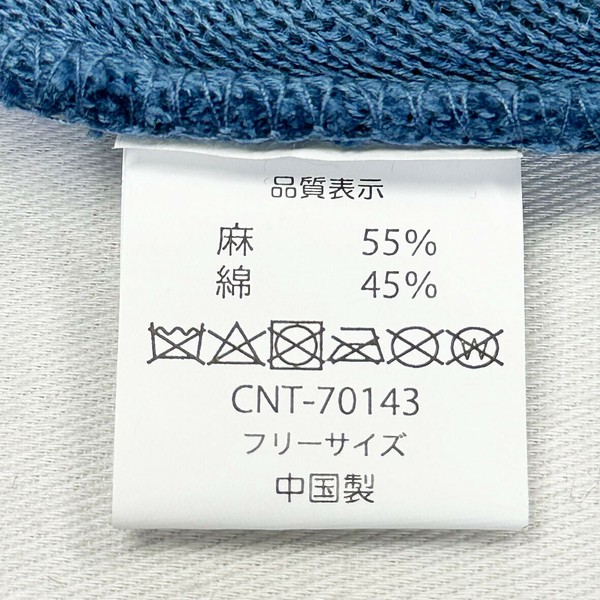 品質表示
麻 55%
綿 45%
W
CNT-70143
フリーサイズ
中国製